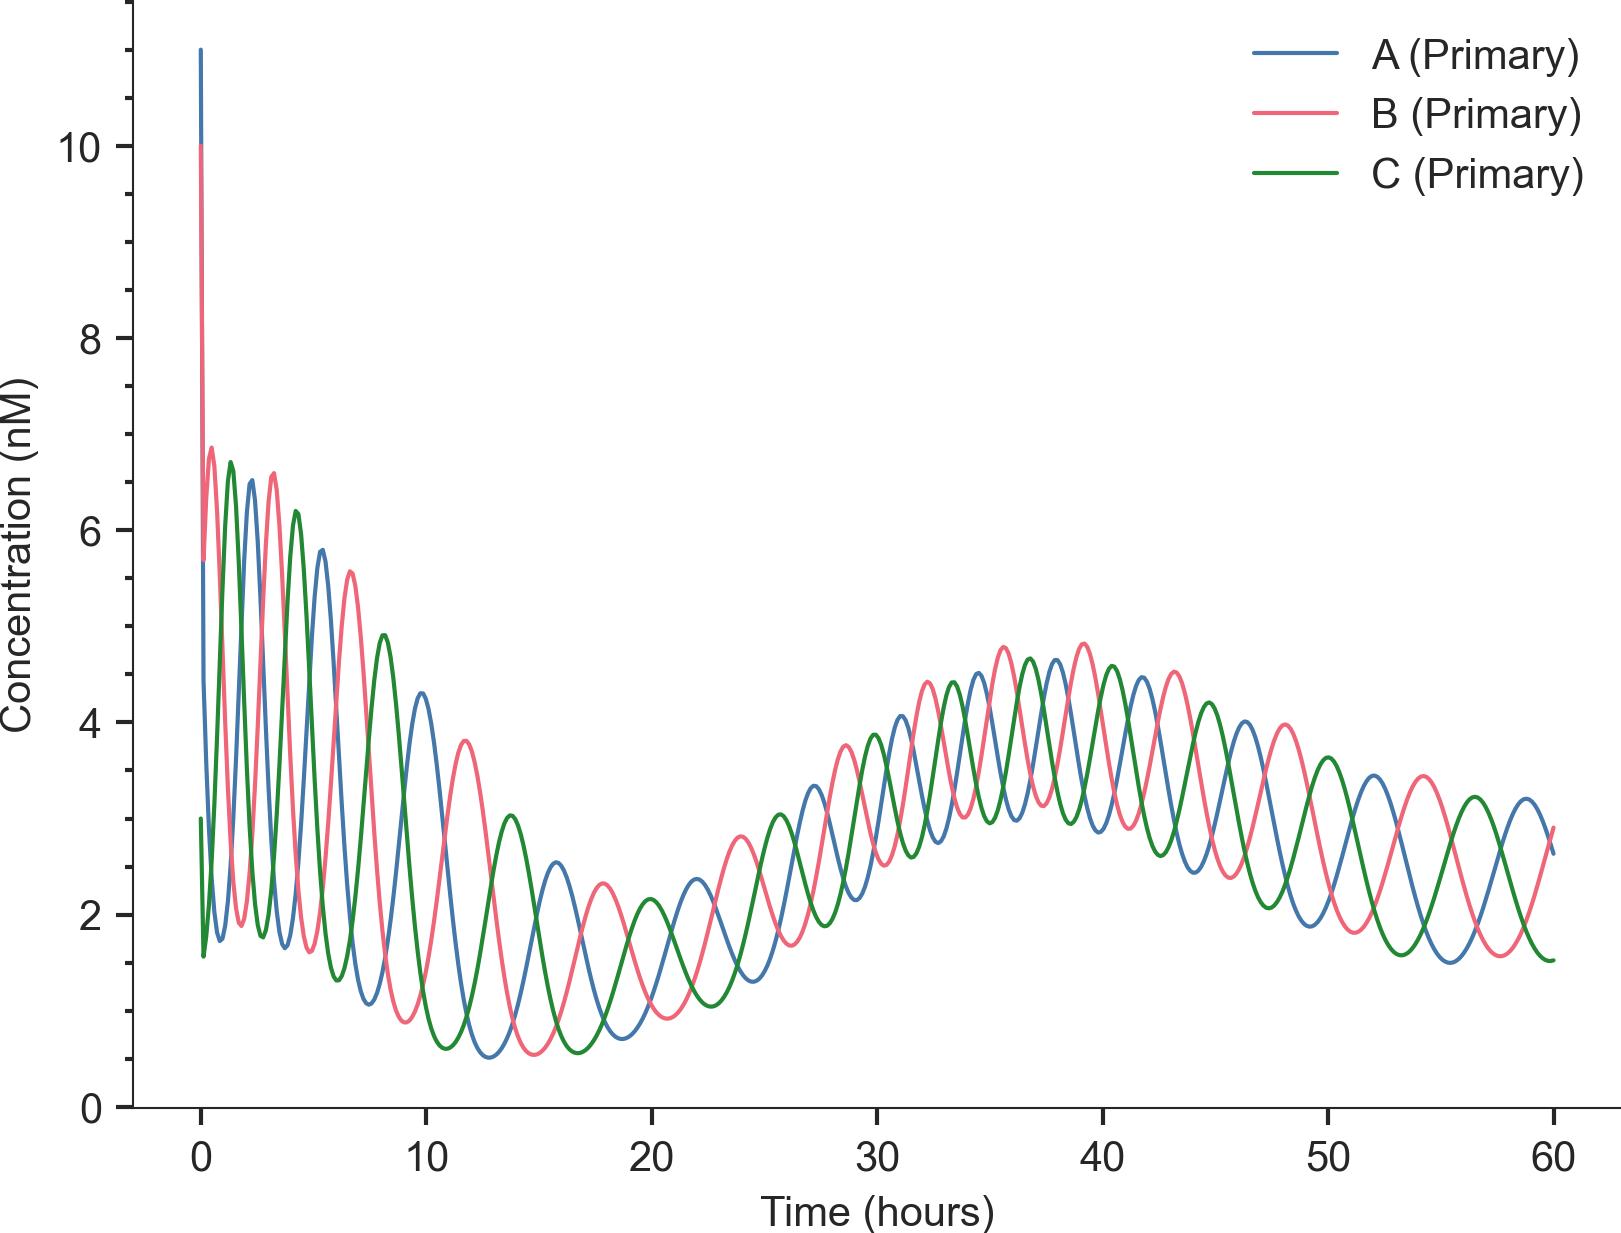 A (Primary)
B (Primary)
C (Primary)
Concentration (nM)
10
8
6
4
2
0
0 10 20 30 40 50 60
Time (hours)